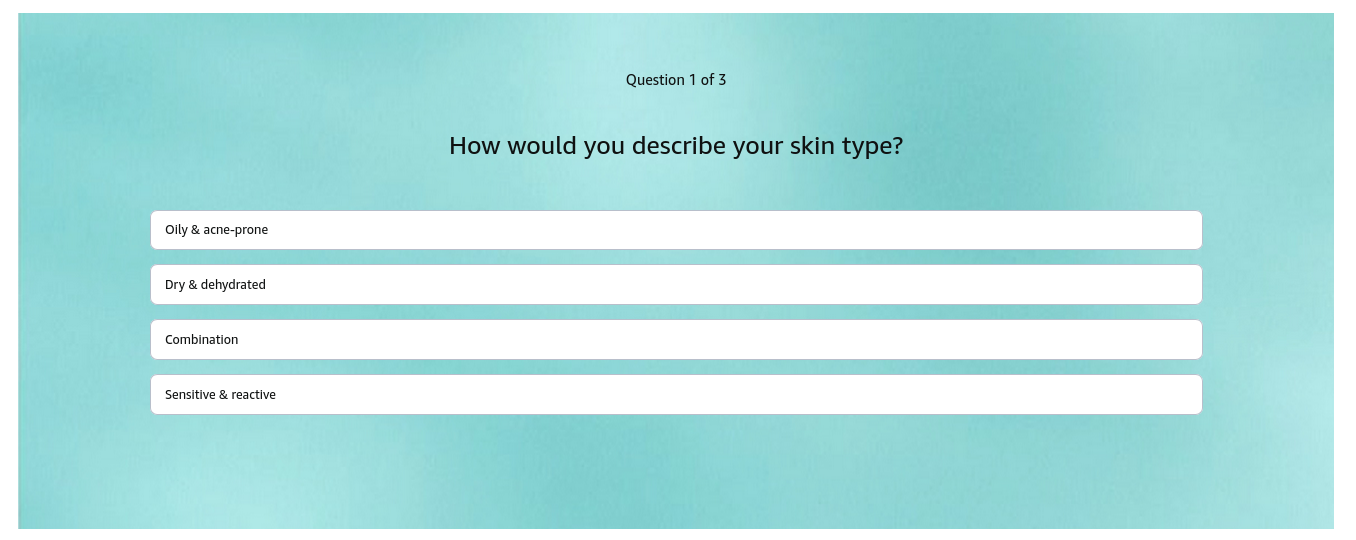 Question 1 of 3
How would you describe your skin type?
Oily & acne-prone
Dry & dehydrated
Combination
Sensitive & reactive